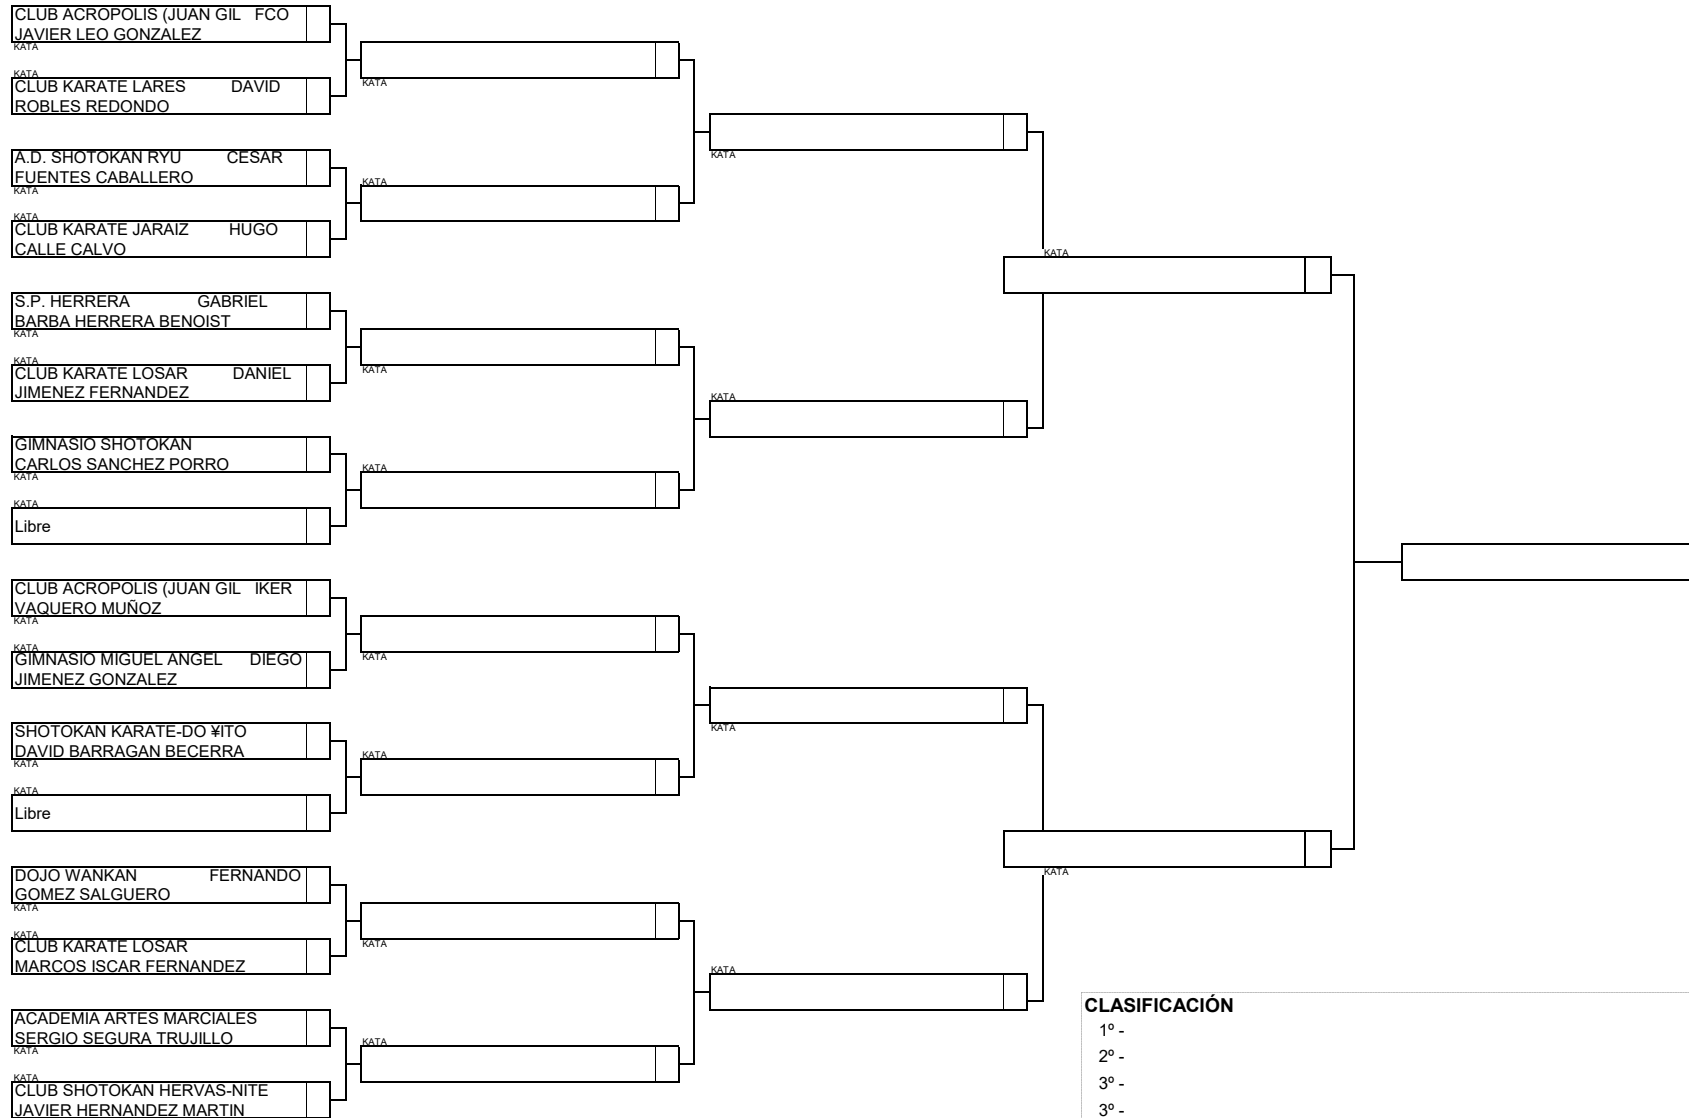 CLUB ACROPOLIS (JUAN GIL FCO
JAVIER LEO GONZALEZ
KATA
KATA
CLUB KARATE LARES DAVID
ROBLES REDONDO
A.D. SHOTOKAN RYU CESAR
FUENTES CABALLERO
KATA
KATA
CLUB KARATE JARAIZ HUGO
CALLE CALVO
S.P. HERRERA GABRIEL
BARBA HERRERA BENOIST
KATA
KATA
CLUB KARATE LOSAR DANIEL
JIMENEZ FERNANDEZ
GIMNASIO SHOTOKAN
CARLOS SANCHEZ PORRO
KATA
KATA
Libre
CLUB ACROPOLIS (JUAN GIL IKER
VAQUERO MUÑOZ
KATA
KATA
GIMNASIO MIGUEL ANGEL DIEGO
JIMENEZ GONZALEZ
SHOTOKAN KARATE-DO ¥ITO
DAVID BARRAGAN BECERRA
KATA
KATA
Libre
DOJO WANKAN FERNANDO
GOMEZ SALGUERO
KATA
KATA
CLUB KARATE LOSAR
MARCOS ISCAR FERNANDEZ
ACADEMIA ARTES MARCIALES
SERGIO SEGURA TRUJILLO
KATA
KATA
CLUB SHOTOKAN HERVAS-NITE
JAVIER HERNANDEZ MARTIN
KATA
KATA
KATA
KATA
KATA
KATA
KATA
KATA
KATA
KATA
KATA
KATA
KATA
KATA
CLASIFICACIÓN
1º -
2º -
3º -
3º -